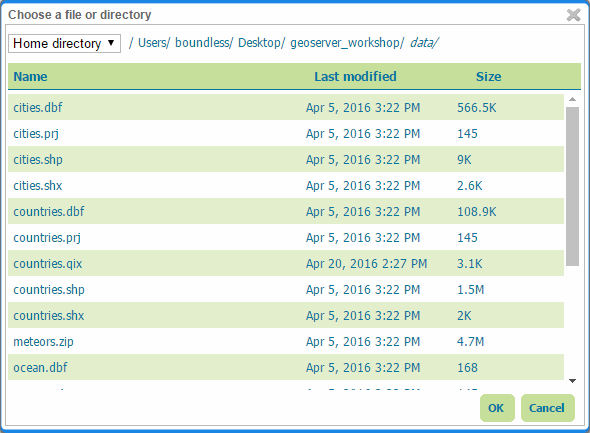 Choose a file or directory
Home directory / Users/ boundless/ Desktop/ geoserver_workshop/ data/
Name Last modified Size
cities.dbf Apr 5, 2016 3:22 PM 566.5K
cities.prj Apr 5, 2016 3:22 PM 145
cities.shp Apr 5, 2016 3:22 PM 9K
cities.shx Apr 5, 2016 3:22 PM 2.6K
countries.dbf Apr 5, 2016 3:22 PM 108.9K
countries.prj Apr 5, 2016 3:22 PM 145
countries.qix Apr 20, 2016 2:27 PM 3.1K
countries.shp Apr 5, 2016 3:22 PM 1.5M
countries.shx Apr 5, 2016 3:22 PM 2K
meteors.zip Apr 5, 2016 3:22 PM 4.7M
ocean.dbf Apr 5, 2016 3:22 PM 168
OK Cancel